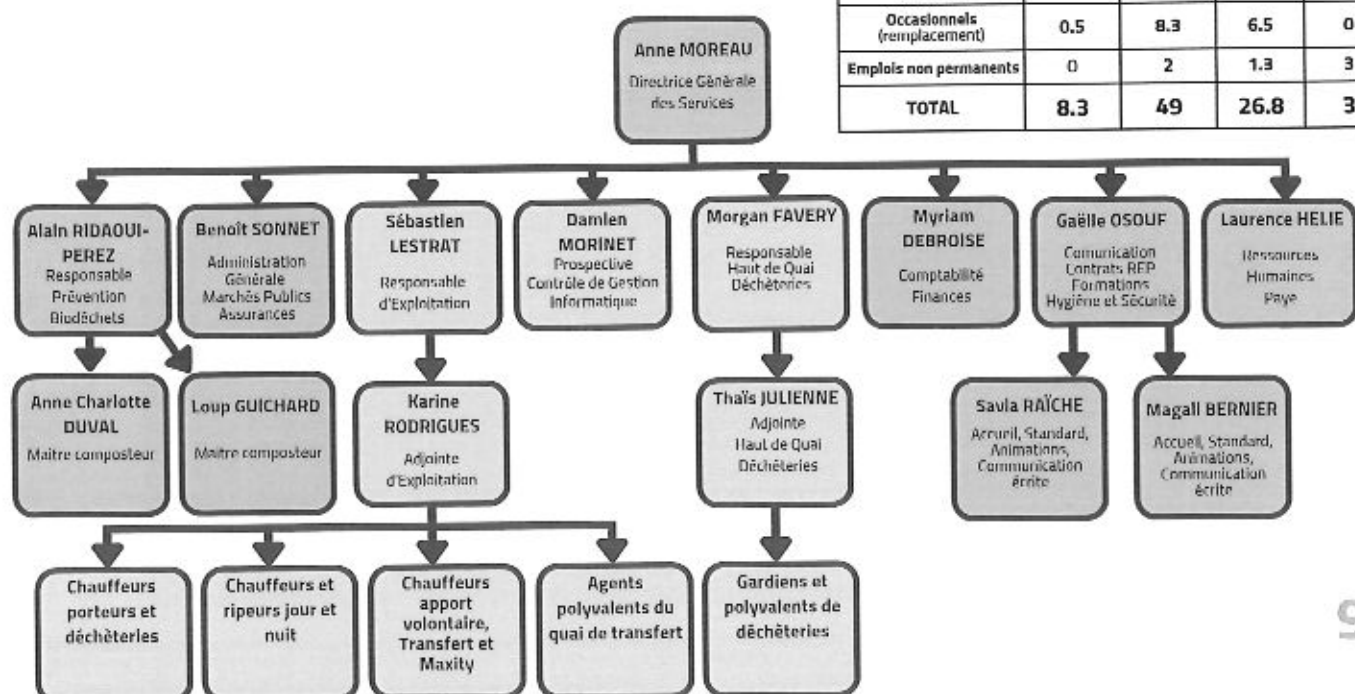 Occasionnels 0.5 8.3 6.5 0
(remplacement)
Emplois non permanents 0 2 1.3 3
TOTAL 8.3 49 26.8 3
Anne MOREAU
Directrice Générale
des Services
Alain RIDAOUI-
PEREZ
Responsable
Prévention
Biodéchets
Benoît SONNET
Administration
Générale
Marchés Publics
Assurances
Sébastien
LESTRAT
Responsable
d'Exploitation
Damien
MORINET
Prospective
Contrôle de Gestion
Informatique
Morgan FAVERY
Responsable
Haut de Quai
Déchèteries
Myriam
DEBROISE
Comptabilité
Finances
Gaëlle OSOUF
Comunication
Contrats REP
Formations
Hygiène et Sécurité
Laurence HELIE
Ressources
Humaines
Paye
Anne Charlotte
DUVAL
Maitre composteur
Loup GUICHARD
Maitre composteur
Karine
RODRIGUES
Adjointe
d'Exploitation
Thaïs JULIENNE
Adjointe
Haut de Quai
Déchèteries
Savia RAÏCHE
Accueil, Standard,
Animations,
Communication
écrite
Magali BERNIER
Accueil, Standard,
Animations,
Communication
écrite
Chauffeurs
porteurs et
déchèteries
Chauffeurs et
ripeurs jour et
nuit
Chauffeurs
apport
volontaire,
Transfert et
Maxity
Agents
polyvalents du
quai de transfert
Gardiens et
polyvalents de
déchèteries
9